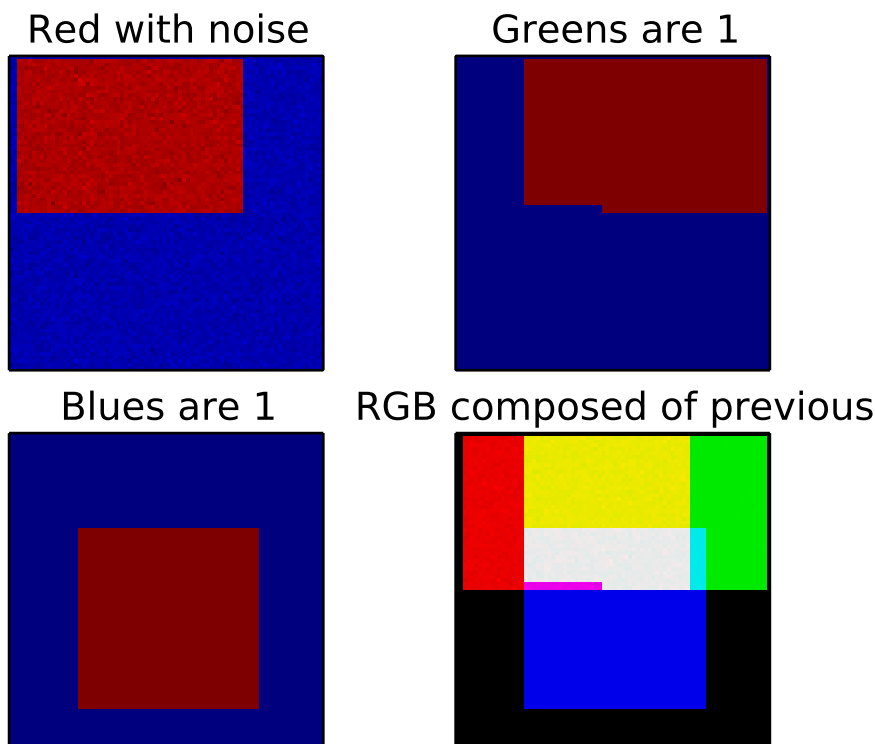 Red with noise
Greens are 1
Blues are 1
RGB composed of previous